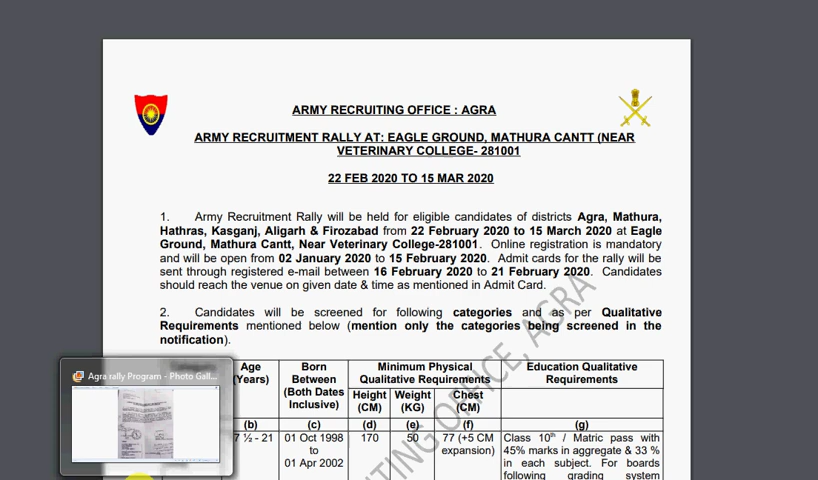 ARMY RECRUITING OFFICE : AGRA
ARMY RECRUITMENT RALLY AT: EAGLE GROUND, MATHURA CANTT (NEAR
VETERINARY COLLEGE- 281001
22 FEB 2020 TO 15 MAR 2020
1. Army Recruitment Rally will be held for eligible candidates of districts Agra, Mathura,
Hathras, Kasganj, Aligarh & Firozabad from 22 February 2020 to 15 March 2020 at Eagle
Ground, Mathura Cantt, Near Veterinary College-281001. Online registration is mandatory
and will be open from 02 January 2020 to 15 February 2020. Admit cards for the rally will be
sent through registered e-mail between 16 February 2020 to 21 February 2020. Candidates
should reach the venue on given date & time as mentioned in Admit Card.
2. Candidates will be screened for following categories and as per Qualitative
Requirements mentioned below (mention only the categories being screened in the
notification).
Age
(Years)
Born
Between
(Both Dates
Inclusive)
Minimum Physical
Qualitative Requirements
Education Qualitative
Requirements
Height
(CM)
Weight
(KG)
Chest
(CM)
(b) (c) (d) (e) (f) (g)
7 ½ - 21
01 Oct 1998
to
01 Apr 2002
170
50
77 (+5 CM
expansion)
Class 10th / Matric pass with
45% marks in aggregate & 33 %
in each subject. For boards
following grading system
ITING OFFICE, AGRA
Agra rally Program - Photo Gall...